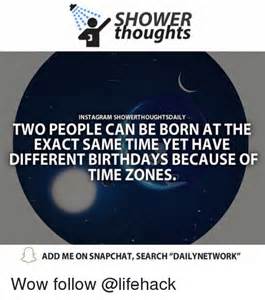 SHOWER
thoughts
INSTAGRAM SHOWERTHOUGHTSDAILY
TWO PEOPLE CAN BE BORN AT THE
EXACT SAME TIME YET HAVE
DIFFERENT BIRTHDAYS BECAUSE OF
TIME ZONES.
ADD ME ON SNAPCHAT, SEARCH "DAILYNETWORK"
Wow follow @lifehack